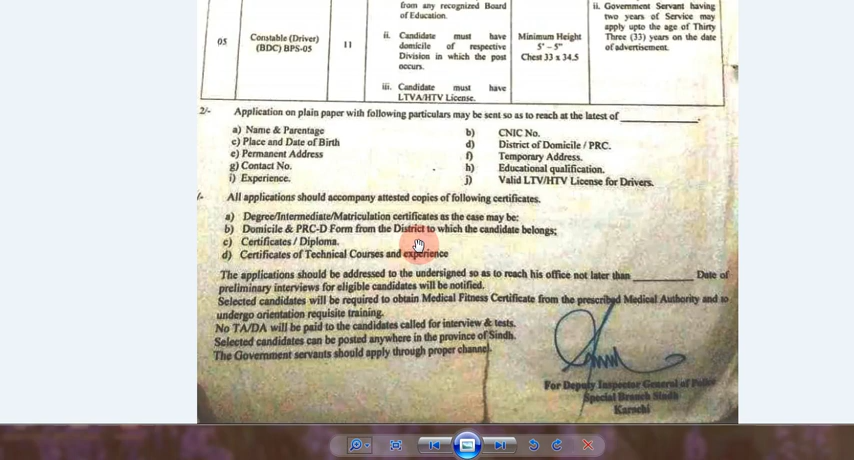 from any recognized Board
of Education.
ii. Government Servant having
two years of Service may
apply upto the age of Thirty
Three (33) years on the date
of advertisement.
05
Constable (Driver)
(BDC) BPS-05
11
ii. Candidate must have
domicile of respective
Division in which the post
occurs.
Minimum Height
5' – 5"
Chest 33 x 34.5
iii. Candidate must have
LTVA/HTV License.
2/- Application on plain paper with following particulars may be sent so as to reach at the latest of ____________.
a) Name & Parentage
b) CNIC No.
c) Place and Date of Birth
d) District of Domicile / PRC.
e) Permanent Address
f) Temporary Address.
g) Contact No.
h) Educational qualification.
i) Experience.
j) Valid LTV/HTV License for Drivers.
/- All applications should accompany attested copies of following certificates.
a) Degree/Intermediate/Matriculation certificates as the case may be:
b) Domicile & PRC-D Form from the District to which the candidate belongs;
c) Certificates / Diploma.
d) Certificates of Technical Courses and experience
The applications should be addressed to the undersigned so as to reach his office not later than _________ Date of
preliminary interviews for eligible candidates will be notified.
Selected candidates will be required to obtain Medical Fitness Certificate from the prescribed Medical Authority and to
undergo orientation requisite training.
No TA/DA will be paid to the candidates called for interview & tests.
Selected candidates can be posted anywhere in the province of Sindh.
The Government servants should apply through proper channel.
For Deputy Inspector General of Police
Special Branch Sindh
Karachi